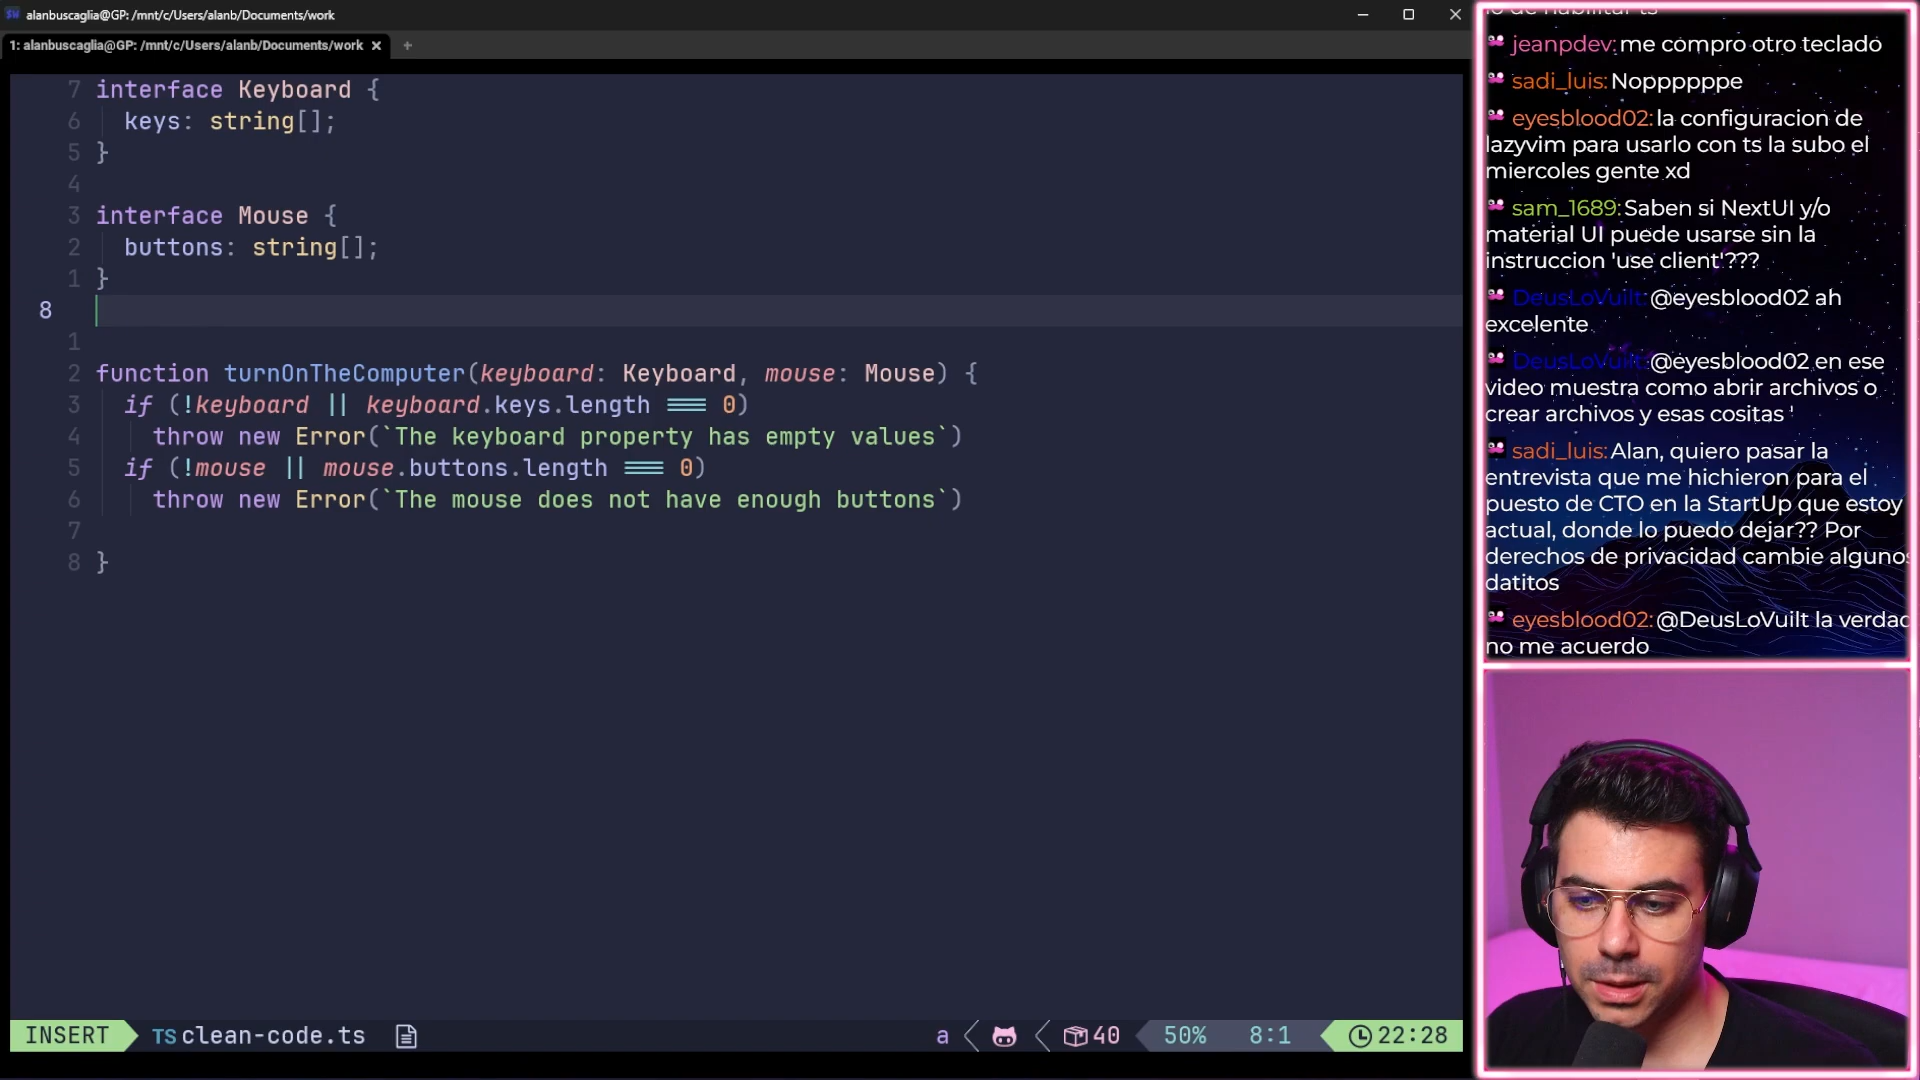 alanbuscaglia@GP: /mnt/c/Users/alanb/Documents/work
1: alanbuscaglia@GP: /mnt/c/Users/alanb/Documents/work × +
7 interface Keyboard {
6 keys: string[];
5 }
4
3 interface Mouse {
2 buttons: string[];
1 }
8
1
2 function turnOnTheComputer(keyboard: Keyboard, mouse: Mouse) {
3 if (!keyboard || keyboard.keys.length === 0)
4 throw new Error(`The keyboard property has empty values`)
5 if (!mouse || mouse.buttons.length === 0)
6 throw new Error(`The mouse does not have enough buttons`)
7
8 }
INSERT TS clean-code.ts a 40 50% 8:1 22:28
jeanpdev: me compro otro teclado
sadi_luis: Npppppppe
eyesblood02: la configuracion de
lazyvim para usarlo con ts la subo el
miercoles gente xd
sam_1689: Saben si NextUI y/o
material UI puede usarse sin la
instruccion 'use client'???
DeusLoVuilt: @eyesblood02 ah
excelente
DeusLoVuilt: @eyesblood02 en ese
video muestra como abrir archivos o
crear archivos y esas cositas '
sadi_luis: Alan, quiero pasar la
entrevista que me hichieron para el
puesto de CTO en la StartUp que estoy
actual, donde lo puedo dejar?? Por
derechos de privacidad cambie algunos
datitos
eyesblood02: @DeusLoVuilt la verdad
no me acuerdo